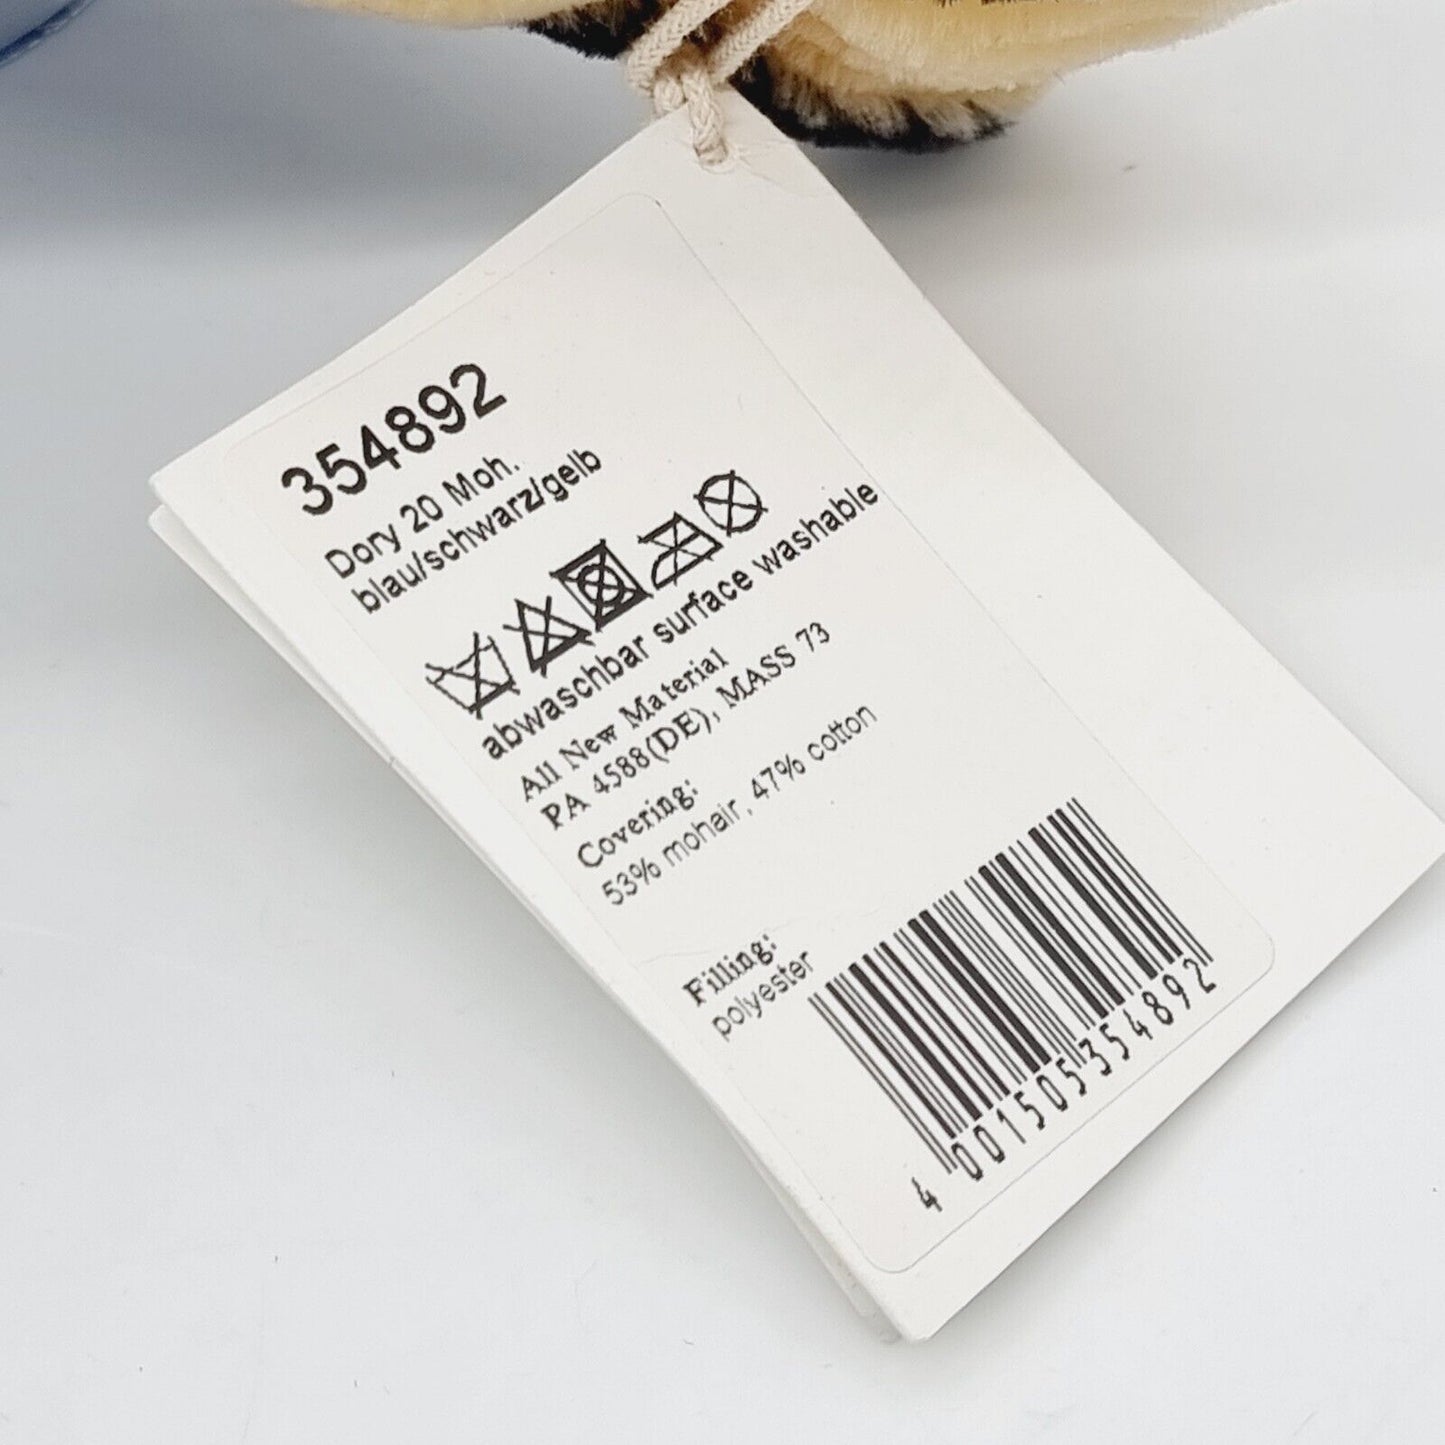 354892
Dory 20 Moh.
blau/schwarz/gelb
abwaschbar surface washable
All New Material
PA 4588(DE), MASS 73
Covering:
53% mohair, 47% cotton
Filling:
polyester
4 001505 354892